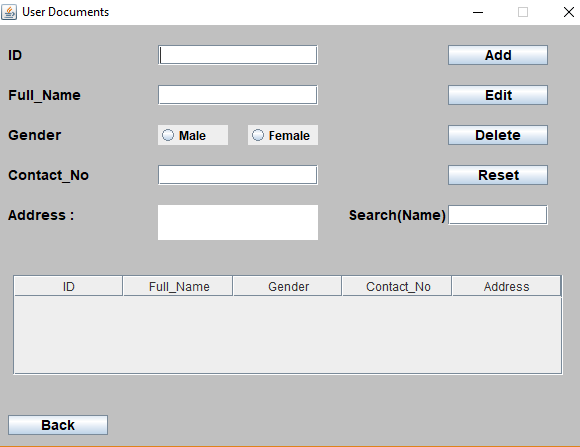 User Documents
ID Add
Full_Name Edit
Gender Male Female Delete
Contact_No Reset
Address : Search(Name)
ID Full_Name Gender Contact_No Address
Back